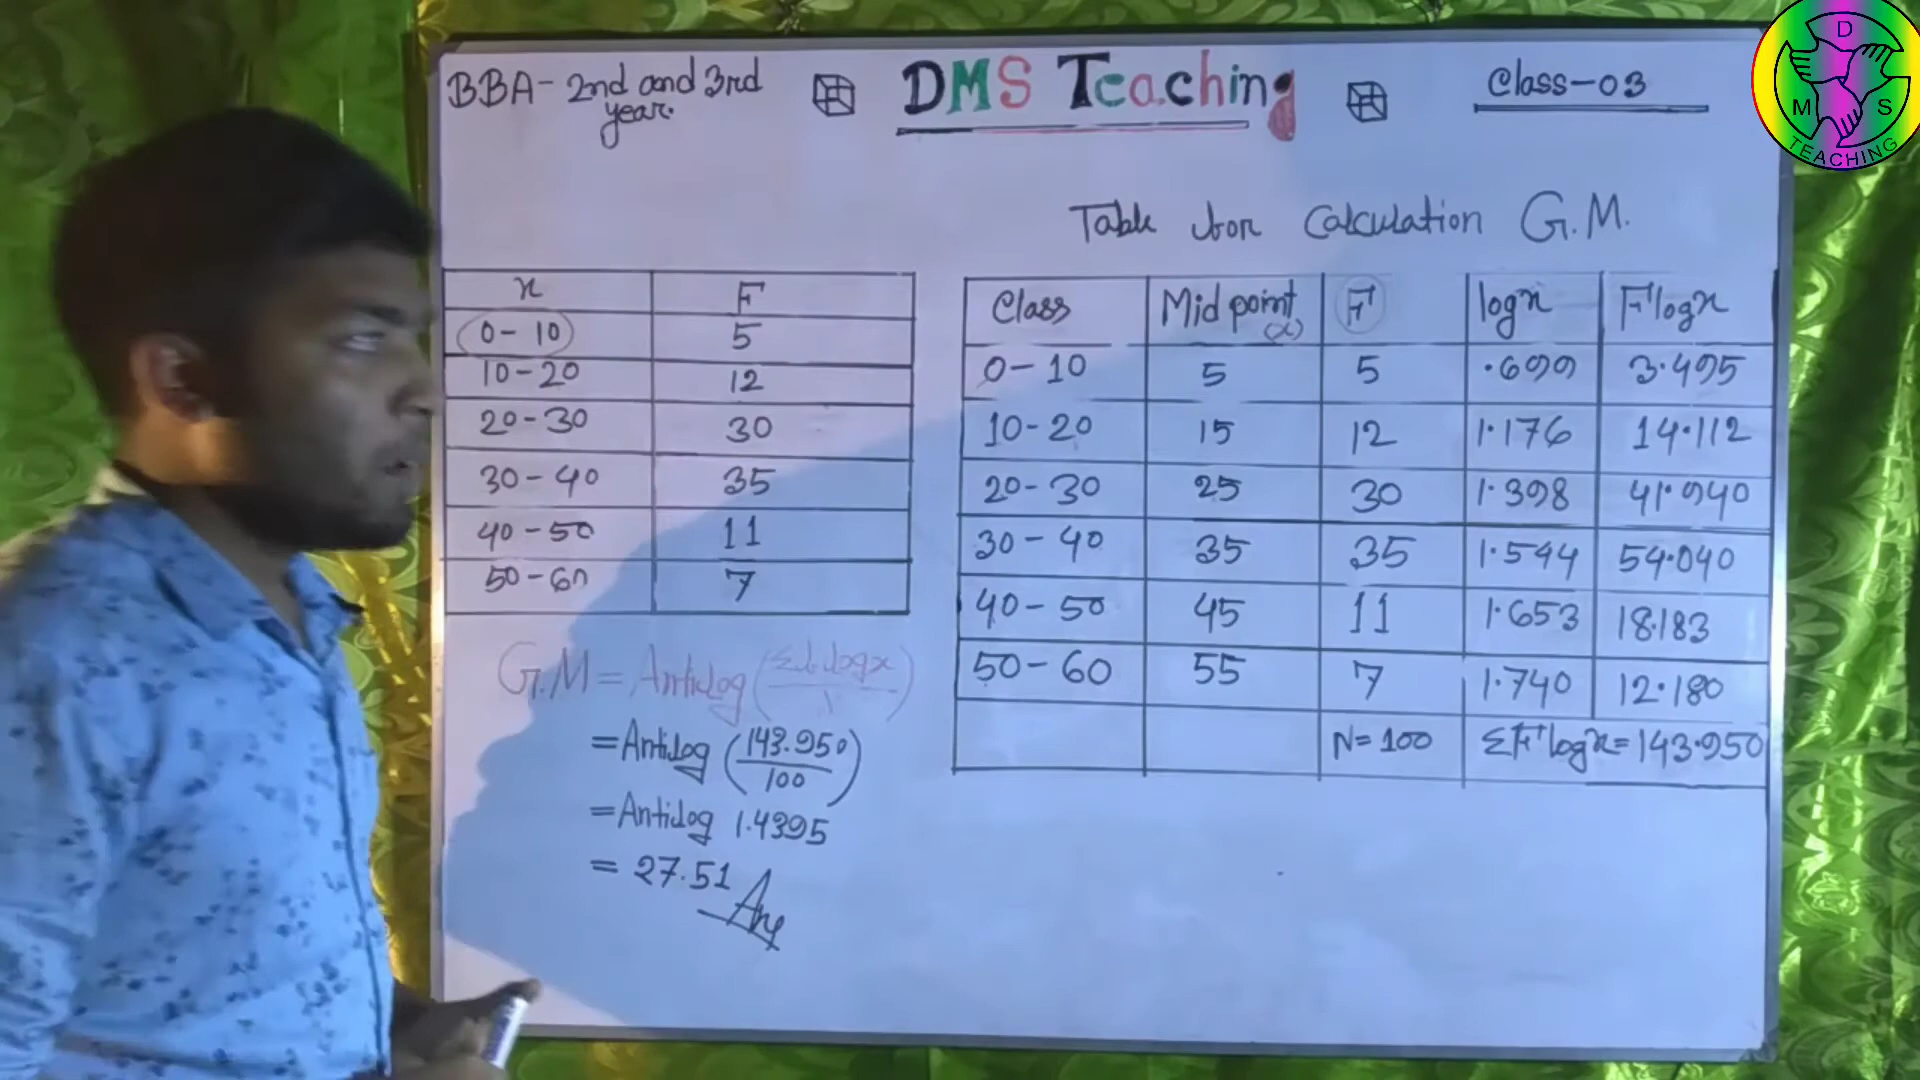 BBA - 2nd and 3rd
year.
DMS Teaching
Class-03
D
M S
TEACHING
x F
0-10 5
10-20 12
20-30 30
30-40 35
40-50 11
50-60 7
G.M = Antilog (Σf logx / )
= Antilog (143.950 / 100)
= Antilog 1.4395
= 27.51 Ans
Table for Calculation G.M.
Class Mid point (x) F logx F logx
0-10 5 5 .699 3.495
10-20 15 12 1.176 14.112
20-30 25 30 1.398 41.940
30-40 35 35 1.544 54.040
40-50 45 11 1.653 18.183
50-60 55 7 1.740 12.180
N=100 ΣF logx=143.950